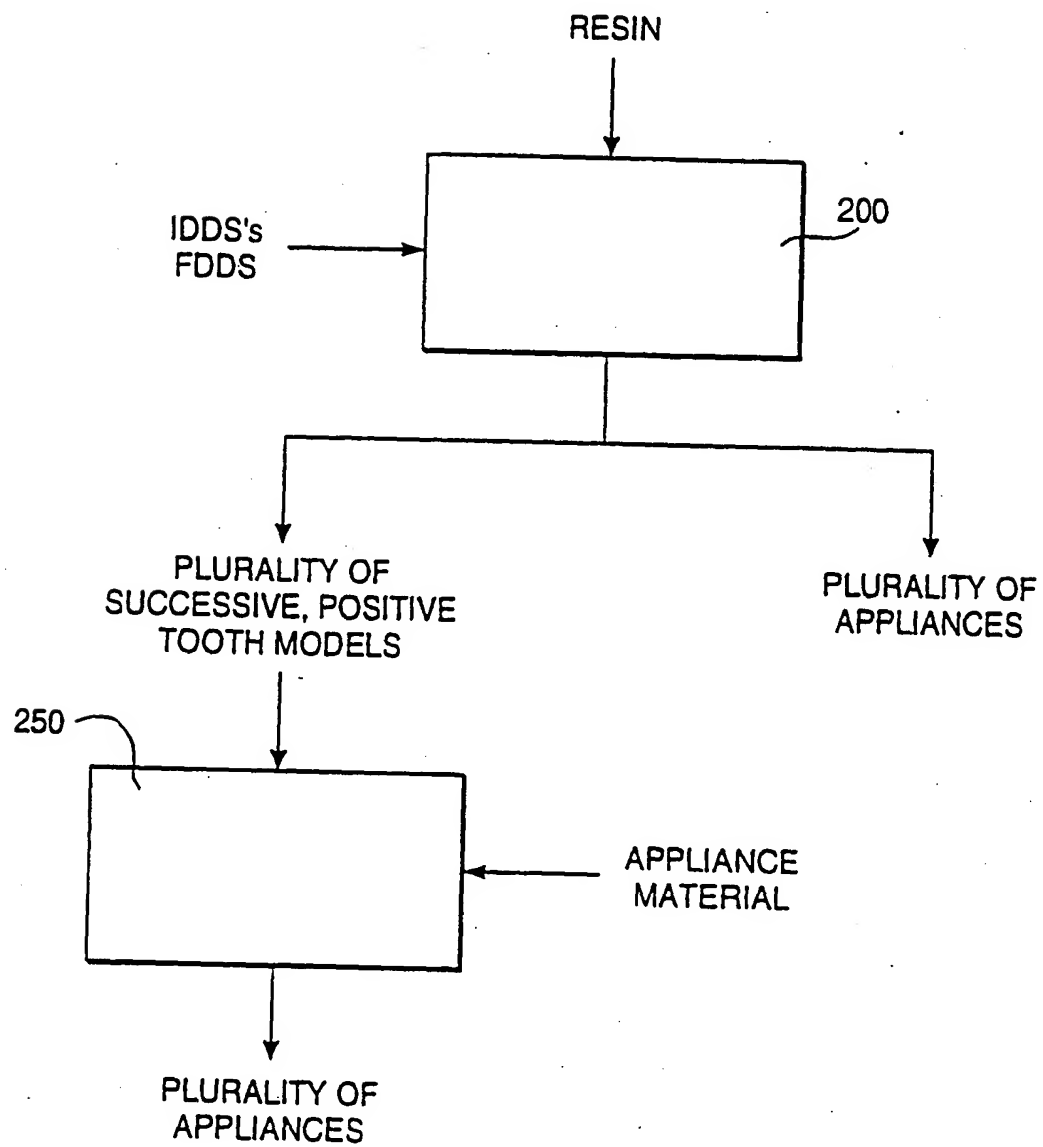 RESIN
200
IDDS's
FDDS
PLURALITY OF
SUCCESSIVE, POSITIVE
TOOTH MODELS
PLURALITY OF
APPLIANCES
250
APPLIANCE
MATERIAL
PLURALITY OF
APPLIANCES